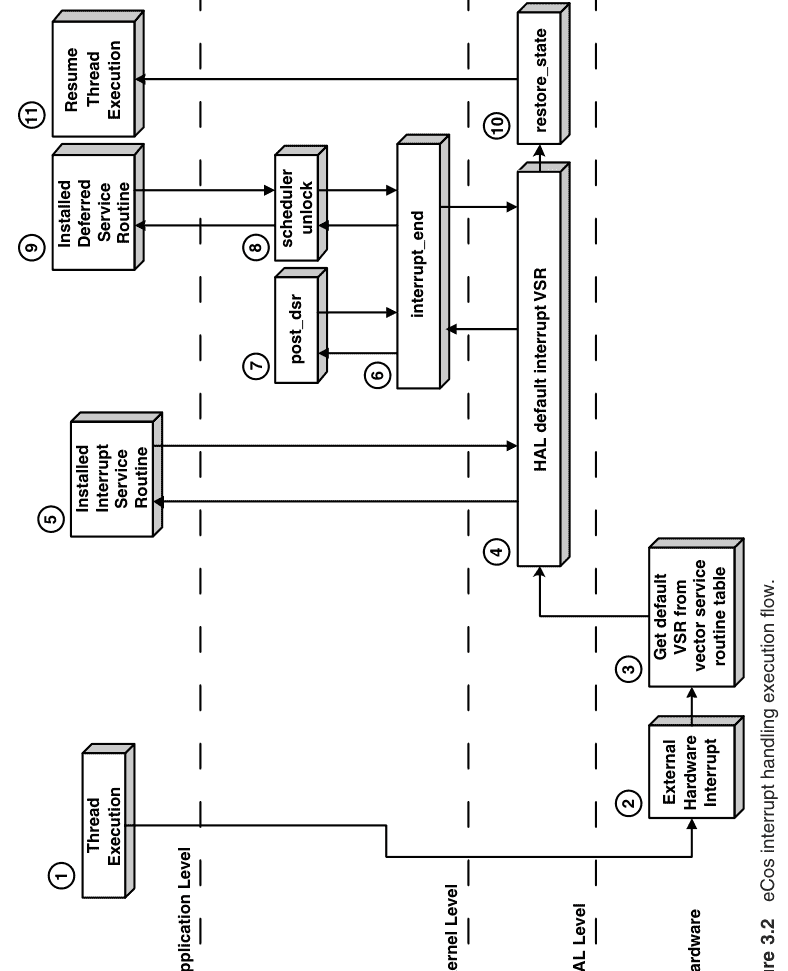 1
Thread
Execution
pplication Level
2
External
Hardware
Interrupt
ardware
3
Get default
VSR from
vector service
routine table
4
HAL default interrupt VSR
AL Level
5
Installed
Interrupt
Service
Routine
6
interrupt_end
ernel Level
7
post_dsr
8
scheduler
unlock
9
Installed
Deferred
Service
Routine
10
restore_state
11
Resume
Thread
Execution
re 3.2 eCos interrupt handling execution flow.